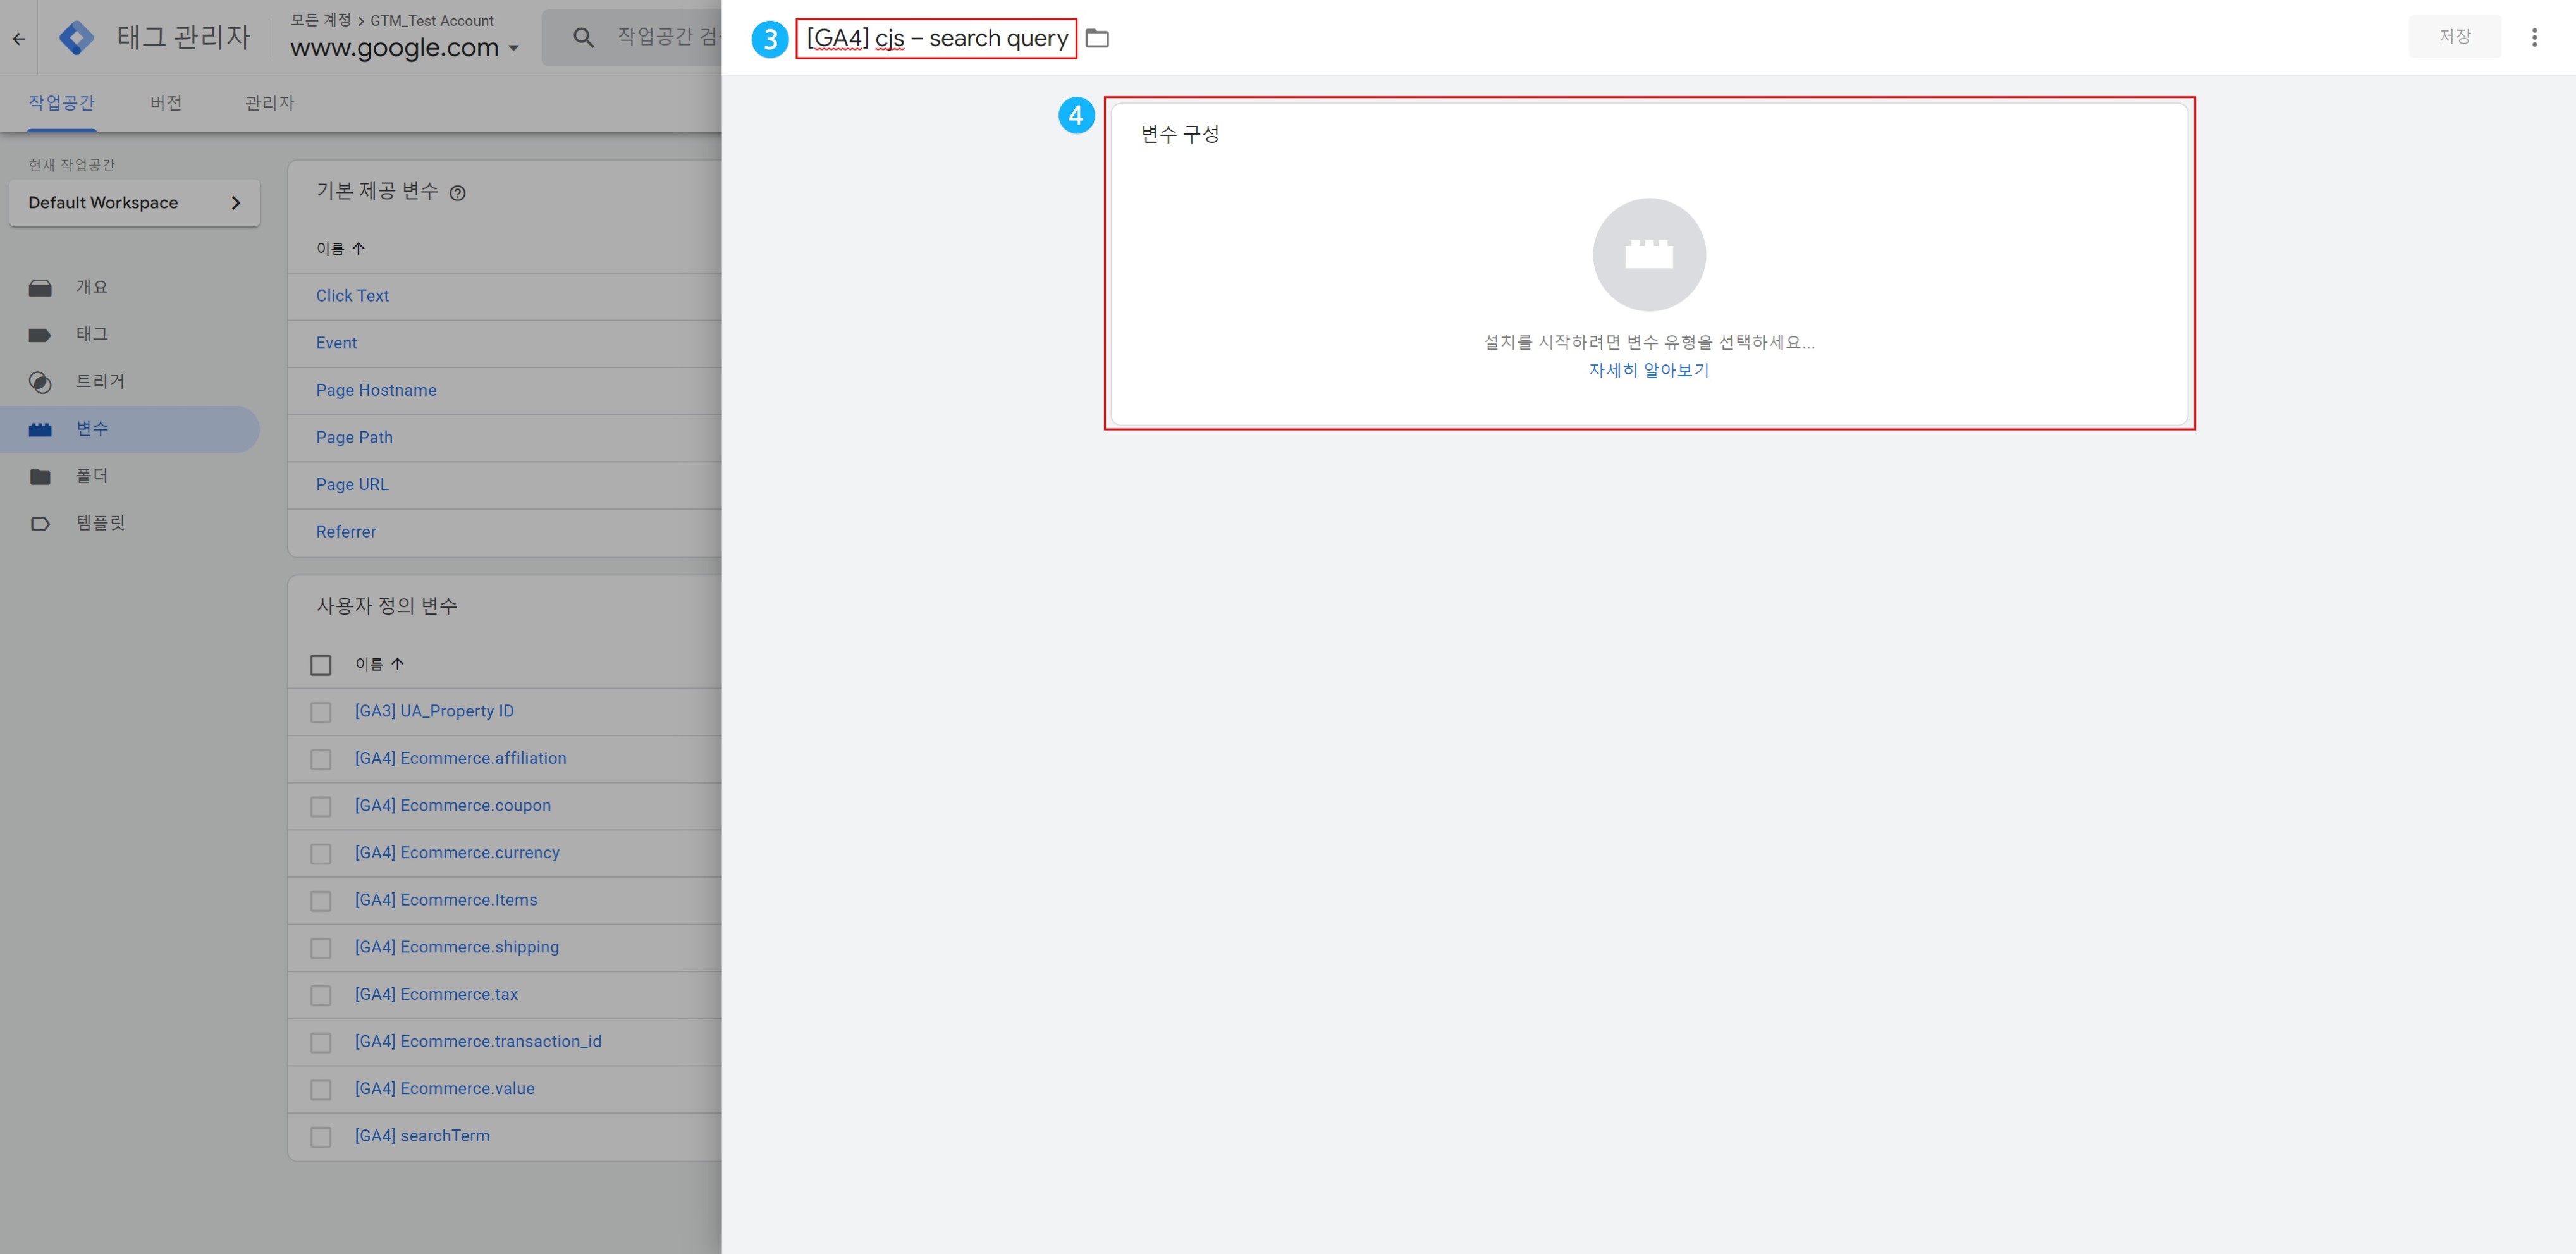 태그 관리자
모든 계정 > GTM_Test Account
www.google.com
작업공간 검
작업공간
버전
관리자
현재 작업공간
Default Workspace
개요
태그
트리거
변수
폴더
템플릿
기본 제공 변수
이름
Click Text
Event
Page Hostname
Page Path
Page URL
Referrer
사용자 정의 변수
이름
[GA3] UA_Property ID
[GA4] Ecommerce.affiliation
[GA4] Ecommerce.coupon
[GA4] Ecommerce.currency
[GA4] Ecommerce.Items
[GA4] Ecommerce.shipping
[GA4] Ecommerce.tax
[GA4] Ecommerce.transaction_id
[GA4] Ecommerce.value
[GA4] searchTerm
3
[GA4] cjs – search query
저장
4
변수 구성
설치를 시작하려면 변수 유형을 선택하세요...
자세히 알아보기